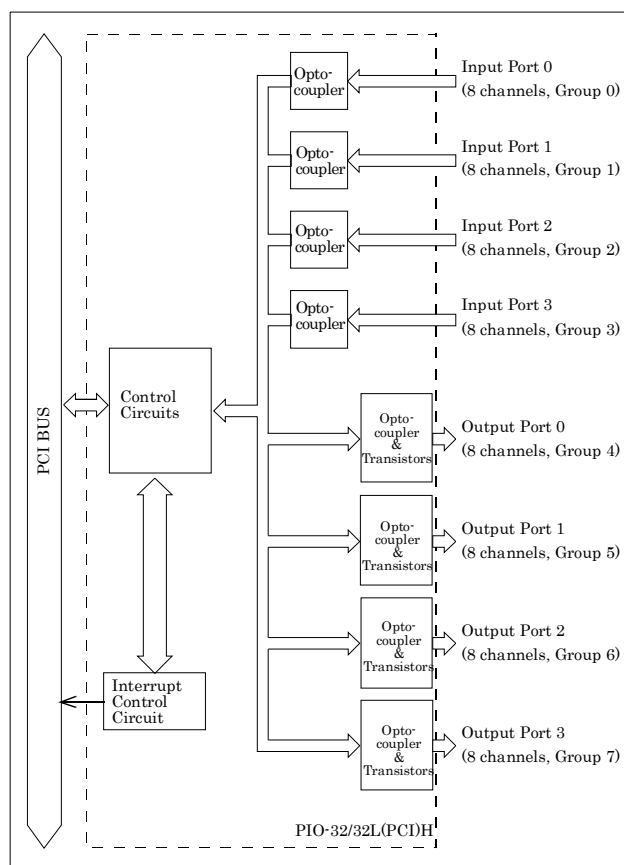 Opto-
coupler
Input Port 0
(8 channels, Group 0)
Opto-
coupler
Input Port 1
(8 channels, Group 1)
Opto-
coupler
Input Port 2
(8 channels, Group 2)
Opto-
coupler
Input Port 3
(8 channels, Group 3)
PCI BUS
Control
Circuits
Opto-
coupler
&
Transistors
Output Port 0
(8 channels, Group 4)
Opto-
coupler
&
Transistors
Output Port 1
(8 channels, Group 5)
Opto-
coupler
&
Transistors
Output Port 2
(8 channels, Group 6)
Interrupt
Control
Circuit
Opto-
coupler
&
Transistors
Output Port 3
(8 channels, Group 7)
PIO-32/32L(PCI)H